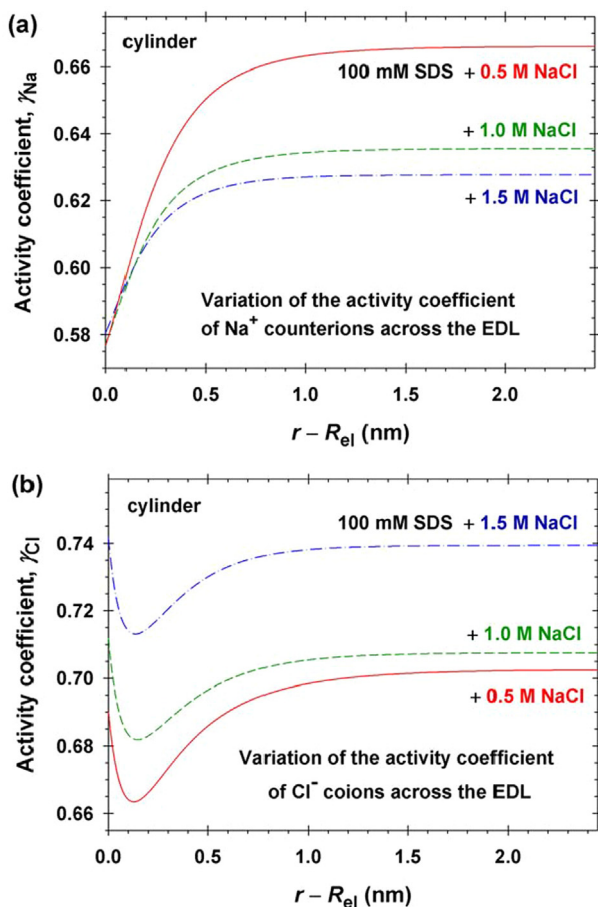 (a)
cylinder
100 mM SDS + 0.5 M NaCl
+ 1.0 M NaCl
+ 1.5 M NaCl
Variation of the activity coefficient
of Na⁺ counterions across the EDL
Activity coefficient, γNa
0.66
0.64
0.62
0.60
0.58
0.0 0.5 1.0 1.5 2.0
r – Rel (nm)
(b)
cylinder
100 mM SDS + 1.5 M NaCl
+ 1.0 M NaCl
+ 0.5 M NaCl
Variation of the activity coefficient
of Cl⁻ coions across the EDL
Activity coefficient, γCl
0.74
0.72
0.70
0.68
0.66
0.0 0.5 1.0 1.5 2.0
r – Rel (nm)